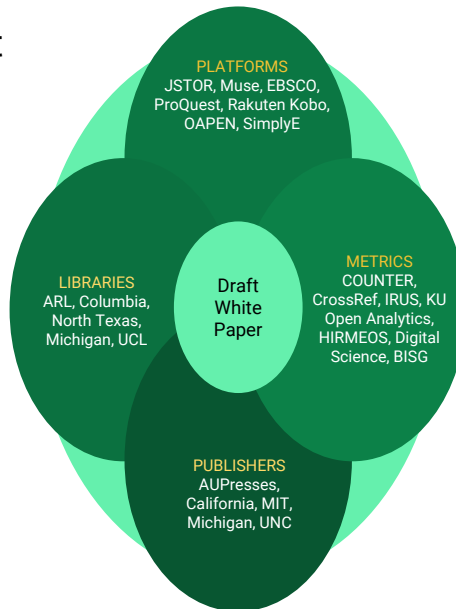 PLATFORMS
JSTOR, Muse, EBSCO,
ProQuest, Rakuten Kobo,
OAPEN, SimplyE
LIBRARIES
ARL, Columbia,
North Texas,
Michigan, UCL
Draft
White
Paper
METRICS
COUNTER,
CrossRef, IRUS, KU
Open Analytics,
HIRMEOS, Digital
Science, BISG
PUBLISHERS
AUPresses,
California, MIT,
Michigan, UNC